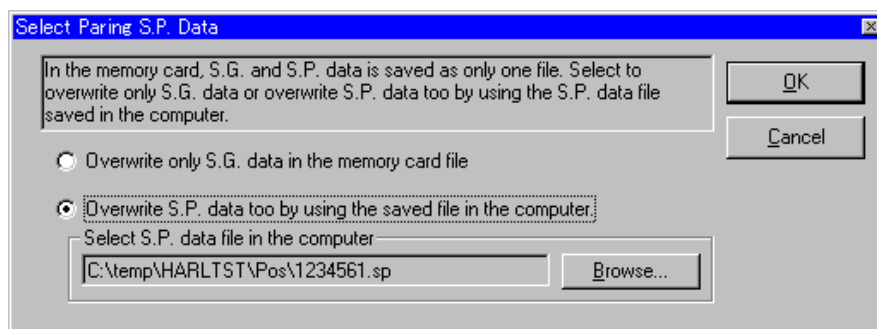 Select Paring S.P. Data
In the memory card, S.G. and S.P. data is saved as only one file. Select to
overwrite only S.G. data or overwrite S.P. data too by using the S.P. data file
saved in the computer.
OK
Cancel
Overwrite only S.G. data in the memory card file
Overwrite S.P. data too by using the saved file in the computer.
Select S.P. data file in the computer
C:\temp\HARLTST\Pos\1234561.sp
Browse...